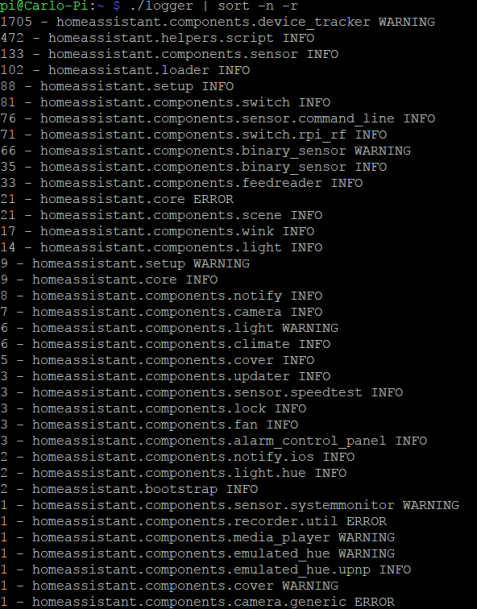 pi@Carlo-Pi:~ $ ./logger | sort -n -r
1705 - homeassistant.components.device_tracker WARNING
472 - homeassistant.helpers.script INFO
133 - homeassistant.components.sensor INFO
102 - homeassistant.loader INFO
88 - homeassistant.setup INFO
81 - homeassistant.components.switch INFO
76 - homeassistant.components.sensor.command_line INFO
71 - homeassistant.components.switch.rpi_rf INFO
66 - homeassistant.components.binary_sensor WARNING
35 - homeassistant.components.binary_sensor INFO
33 - homeassistant.components.feedreader INFO
21 - homeassistant.core ERROR
21 - homeassistant.components.scene INFO
17 - homeassistant.components.wink INFO
14 - homeassistant.components.light INFO
9 - homeassistant.setup WARNING
9 - homeassistant.core INFO
8 - homeassistant.components.notify INFO
7 - homeassistant.components.camera INFO
6 - homeassistant.components.light WARNING
6 - homeassistant.components.climate INFO
5 - homeassistant.components.cover INFO
3 - homeassistant.components.updater INFO
3 - homeassistant.components.sensor.speedtest INFO
3 - homeassistant.components.lock INFO
3 - homeassistant.components.fan INFO
3 - homeassistant.components.alarm_control_panel INFO
2 - homeassistant.components.notify.ios INFO
2 - homeassistant.components.light.hue INFO
2 - homeassistant.bootstrap INFO
1 - homeassistant.components.sensor.systemmonitor WARNING
1 - homeassistant.components.recorder.util ERROR
1 - homeassistant.components.media_player WARNING
1 - homeassistant.components.emulated_hue WARNING
1 - homeassistant.components.emulated_hue.upnp INFO
1 - homeassistant.components.cover WARNING
1 - homeassistant.components.camera.generic ERROR